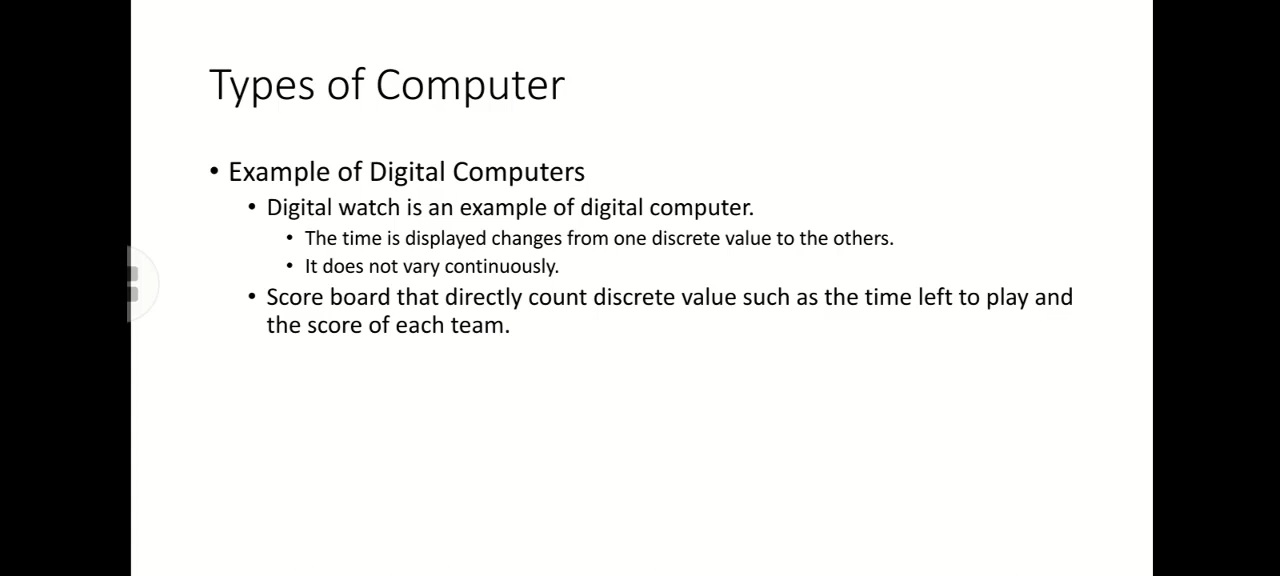 Types of Computer
• Example of Digital Computers
• Digital watch is an example of digital computer.
• The time is displayed changes from one discrete value to the others.
• It does not vary continuously.
• Score board that directly count discrete value such as the time left to play and
the score of each team.